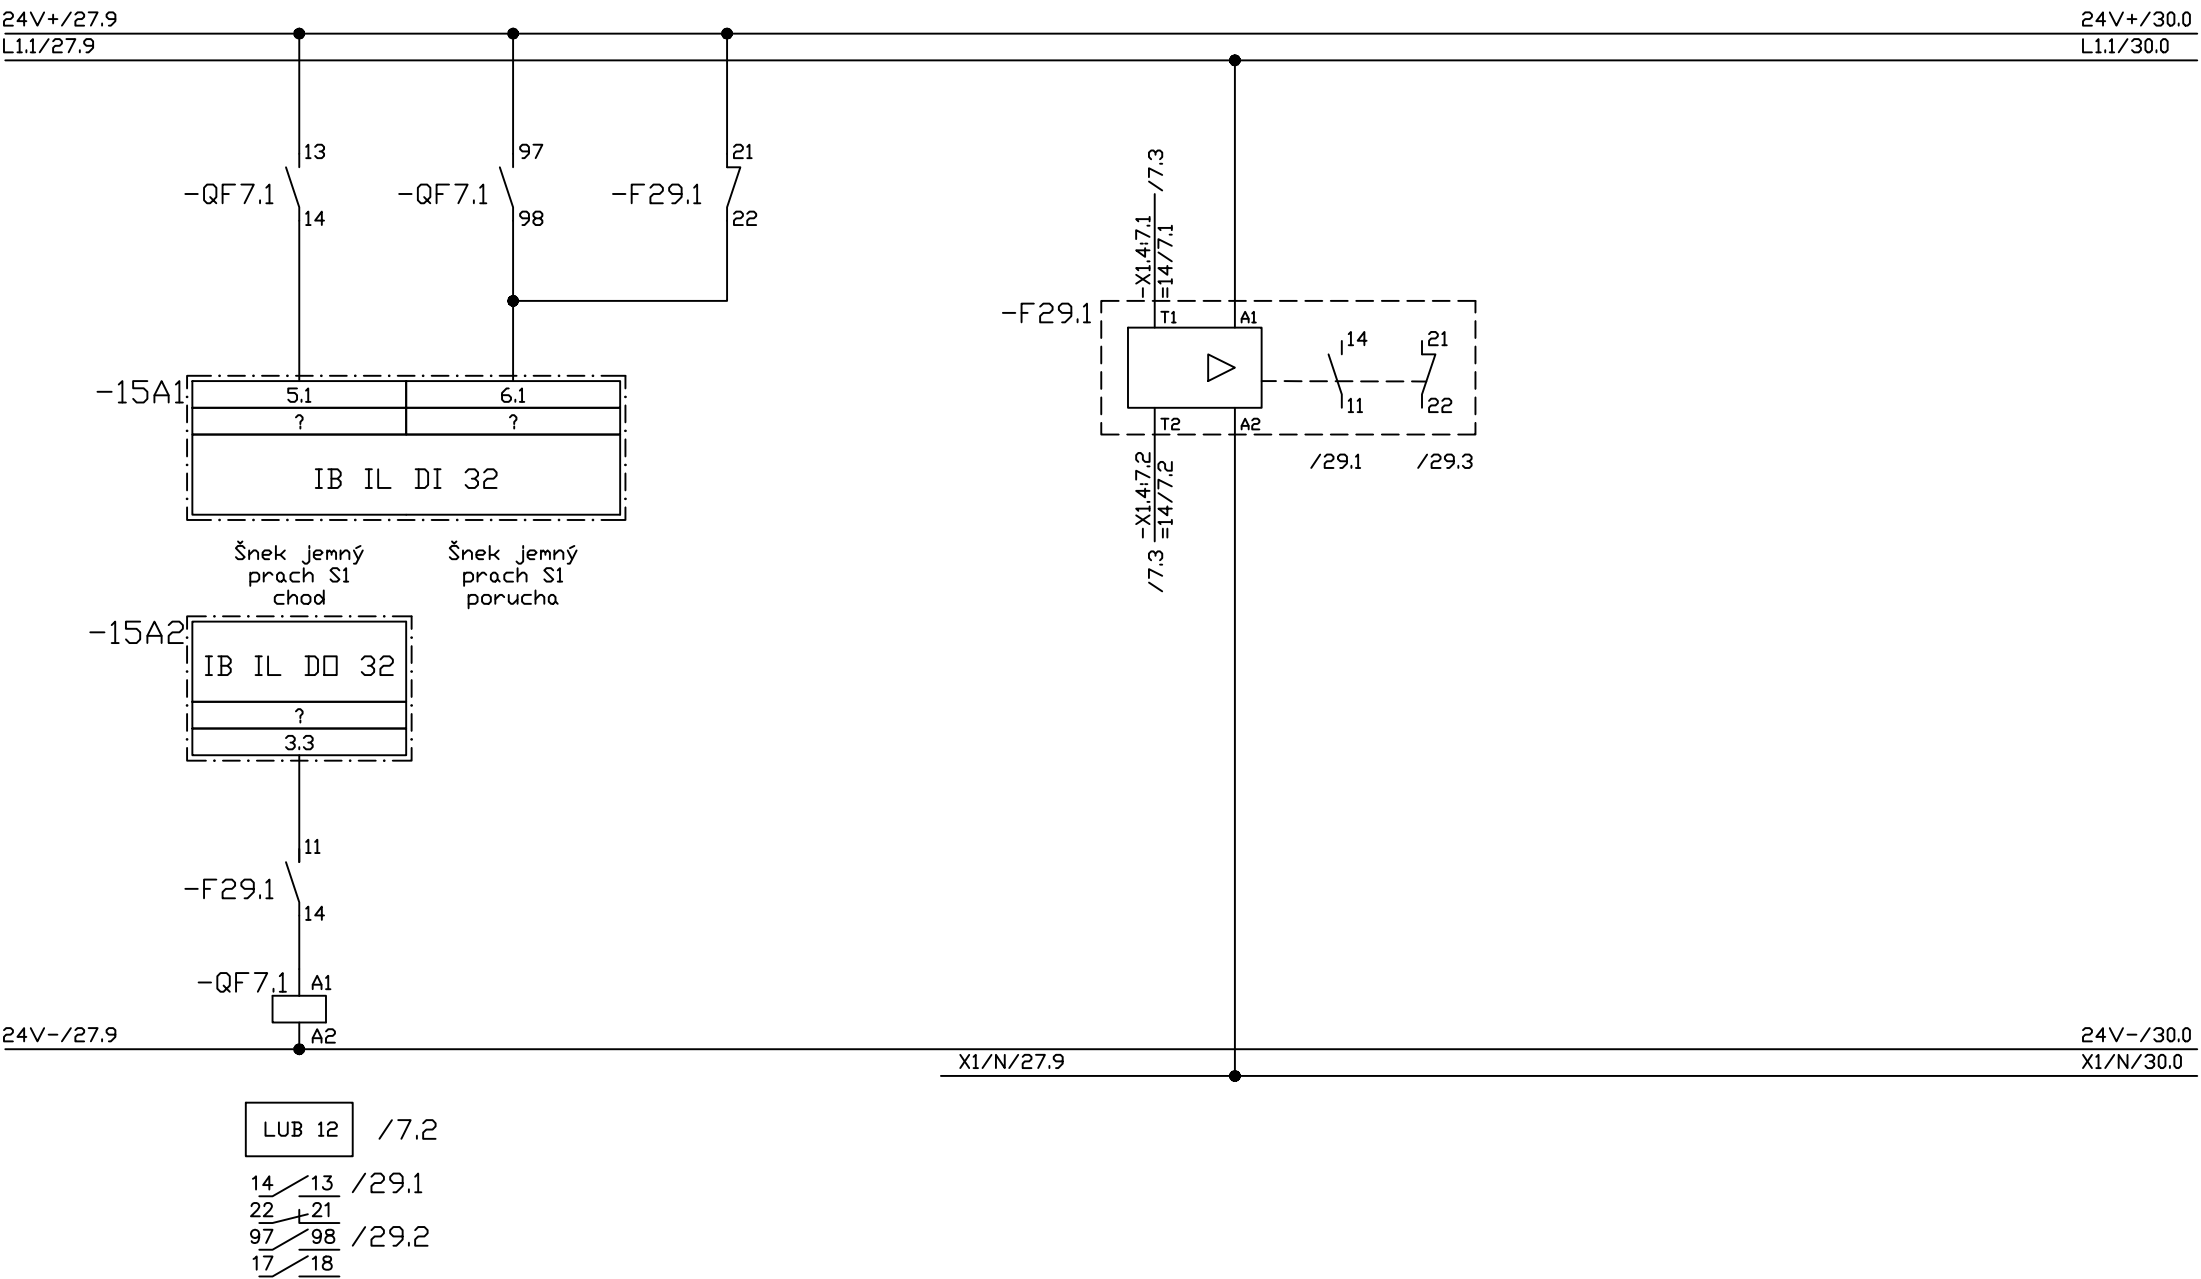 24V+/27.9
24V+/30.0
L1.1/27.9
L1.1/30.0
13
97
21
-QF7.1
-QF7.1
-F29.1
14
98
22
/7.3
-X1.4:7.1
=14/7.1
-F29.1
T1
A1
14
21
11
22
T2
A2
/29.1
/29.3
-X1.4:7.2
=14/7.2
/7.3
-15A1
5.1
6.1
?
?
IB IL DI 32
Šnek jemný
prach S1
chod
Šnek jemný
prach S1
porucha
-15A2
IB IL DO 32
?
3.3
11
-F29.1
14
-QF7.1
A1
A2
24V-/27.9
24V-/30.0
X1/N/27.9
X1/N/30.0
LUB 12
/7.2
14 13 /29.1
22 21
97 98 /29.2
17 18